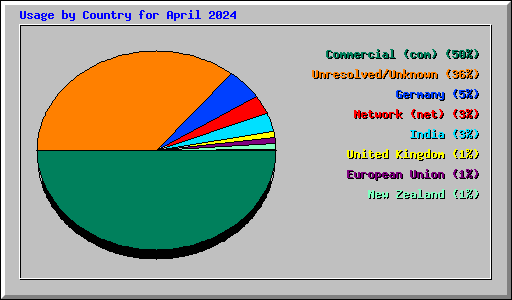 Usage by Country for April 2024
Commercial (com) (50%)
Unresolved/Unknown (36%)
Germany (5%)
Network (net) (3%)
India (3%)
United Kingdom (1%)
European Union (1%)
New Zealand (1%)